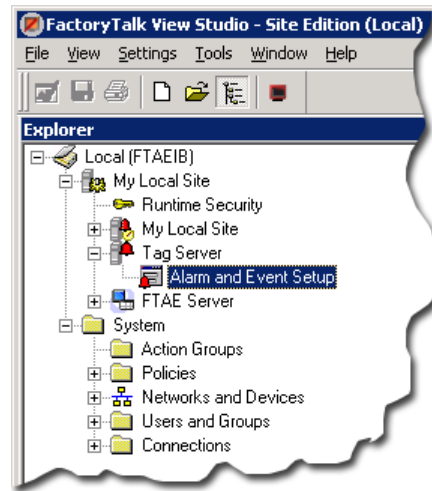 FactoryTalk View Studio - Site Edition (Local)
File View Settings Tools Window Help
Explorer
Local (FTAEIB)
My Local Site
Runtime Security
My Local Site
Tag Server
Alarm and Event Setup
FTAE Server
System
Action Groups
Policies
Networks and Devices
Users and Groups
Connections